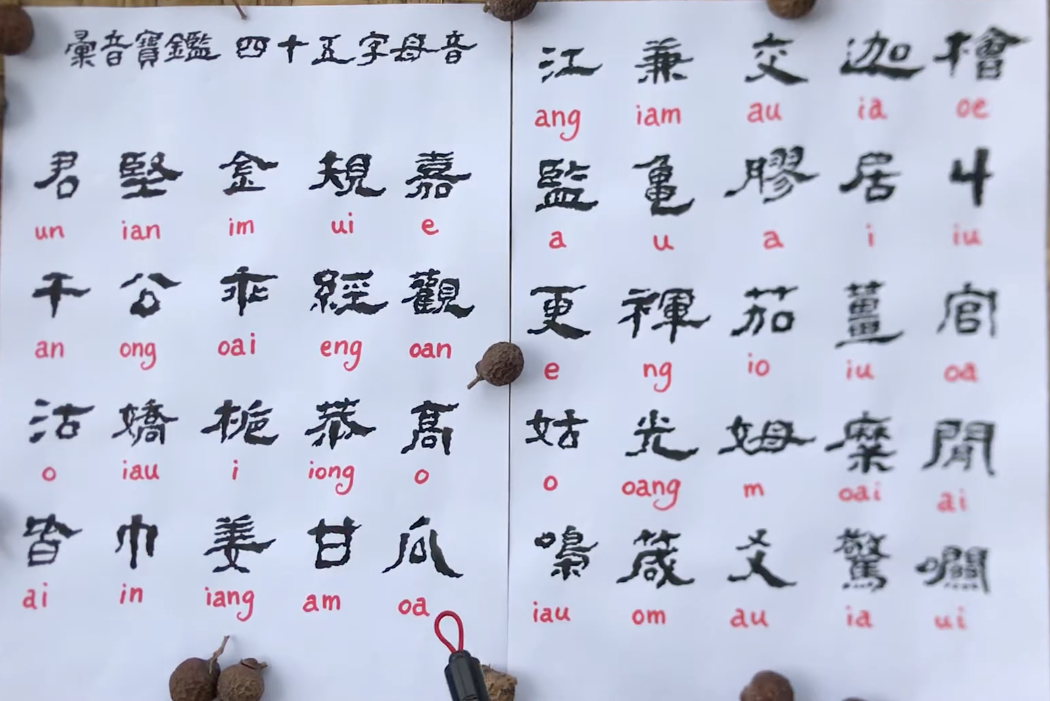 彙音寶鑑 四十五字母音
君 堅 金 規 嘉
un ian im ui e
干 公 乖 經 觀
an ong oai eng oan
沽 嬌 梔 恭 高
o iau i iong o
皆 巾 姜 甘 瓜
ai in iang am oa
江 兼 交 迦 檜
ang iam au ia oe
監 亀 膠 居 丩
a u a i iu
更 褌 茄 薑 官
e ng io iu oa
姑 光 姆 糜 閒
o oang m oai ai
嘄 箴 爻 驚
iau om au ia ui